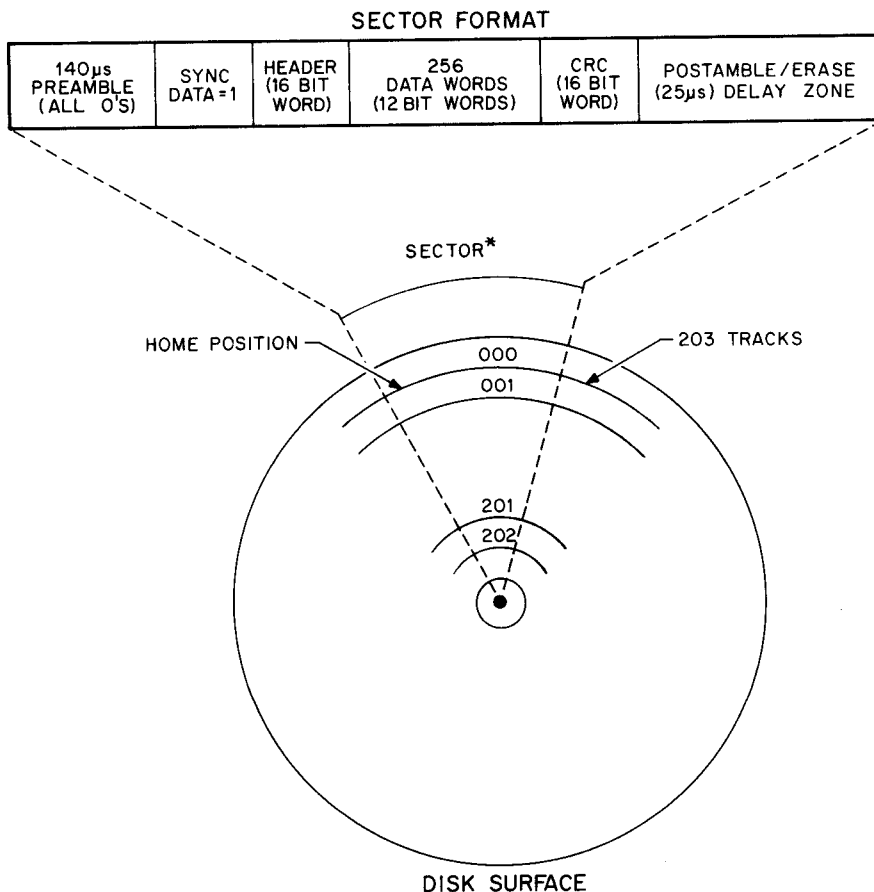 SECTOR FORMAT
140µs
PREAMBLE
(ALL O'S)
SYNC
DATA=1
HEADER
(16 BIT
WORD)
256
DATA WORDS
(12 BIT WORDS)
CRC
(16 BIT
WORD)
POSTAMBLE/ERASE
(25µs) DELAY ZONE
SECTOR*
HOME POSITION
203 TRACKS
000
001
201
202
DISK SURFACE